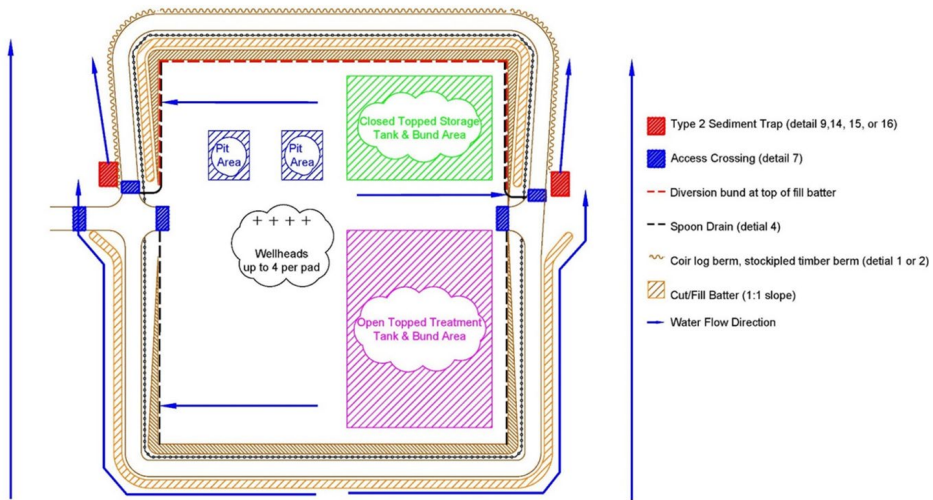 Closed Topped Storage
Tank & Bund Area
Pit
Area
Pit
Area
++++
Wellheads
up to 4 per pad
Open Topped Treatment
Tank & Bund Area
Type 2 Sediment Trap (detail 9,14, 15, or 16)
Access Crossing (detail 7)
Diversion bund at top of fill batter
Spoon Drain (detial 4)
Coir log berm, stockipled timber berm (detial 1 or 2)
Cut/Fill Batter (1:1 slope)
Water Flow Direction